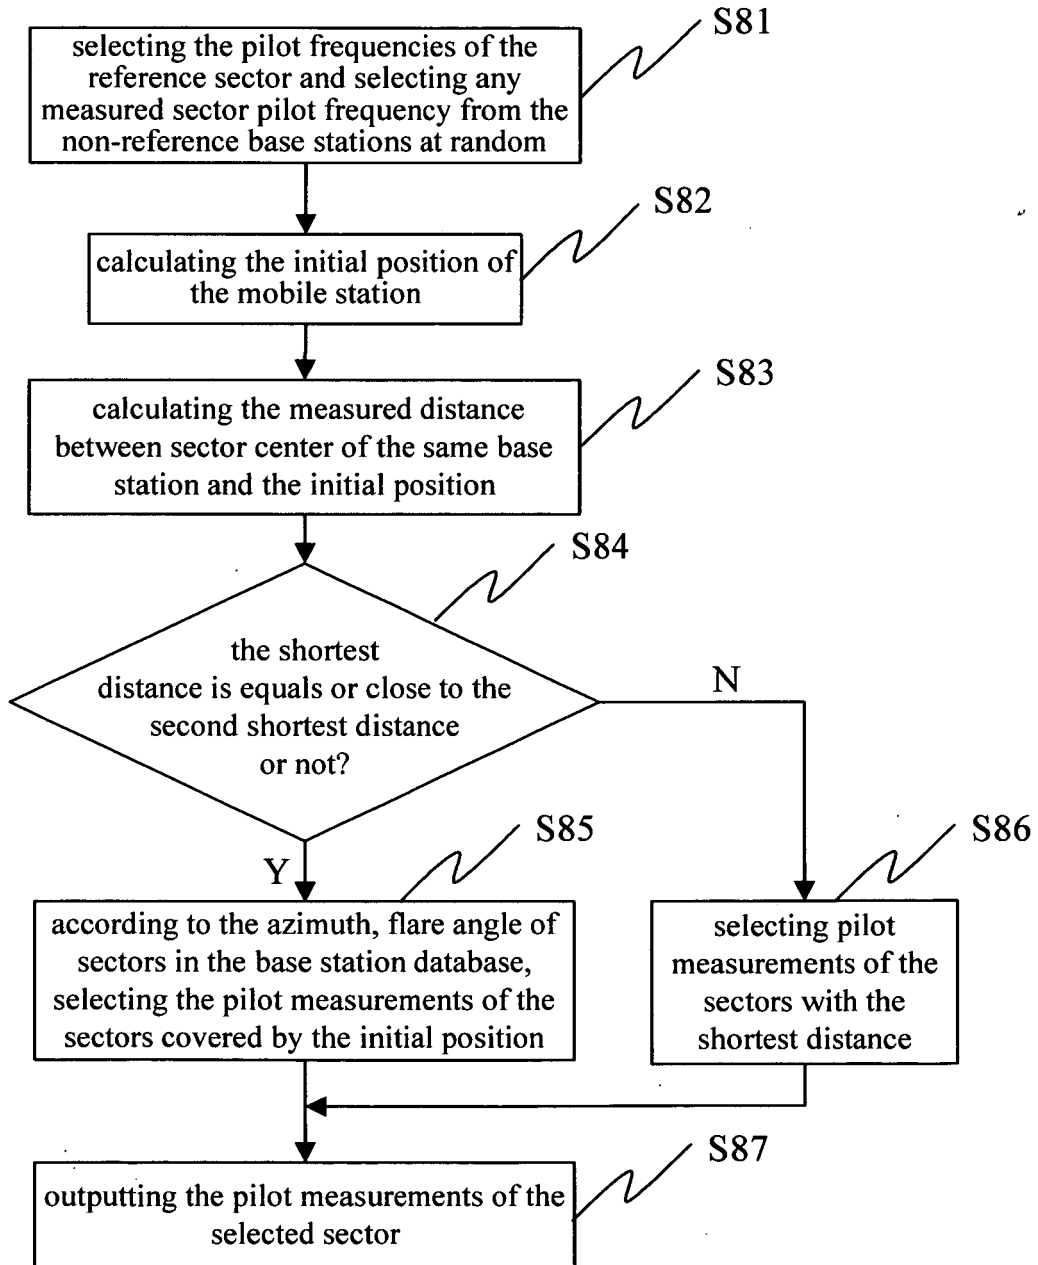 S81
selecting the pilot frequencies of the
reference sector and selecting any
measured sector pilot frequency from the
non-reference base stations at random
S82
calculating the initial position of
the mobile station
S83
calculating the measured distance
between sector center of the same base
station and the initial position
S84
the shortest
distance is equals or close to the
second shortest distance
or not?
N
Y
S85
according to the azimuth, flare angle of
sectors in the base station database,
selecting the pilot measurements of the
sectors covered by the initial position
S86
selecting pilot
measurements of the
sectors with the
shortest distance
S87
outputting the pilot measurements of the
selected sector